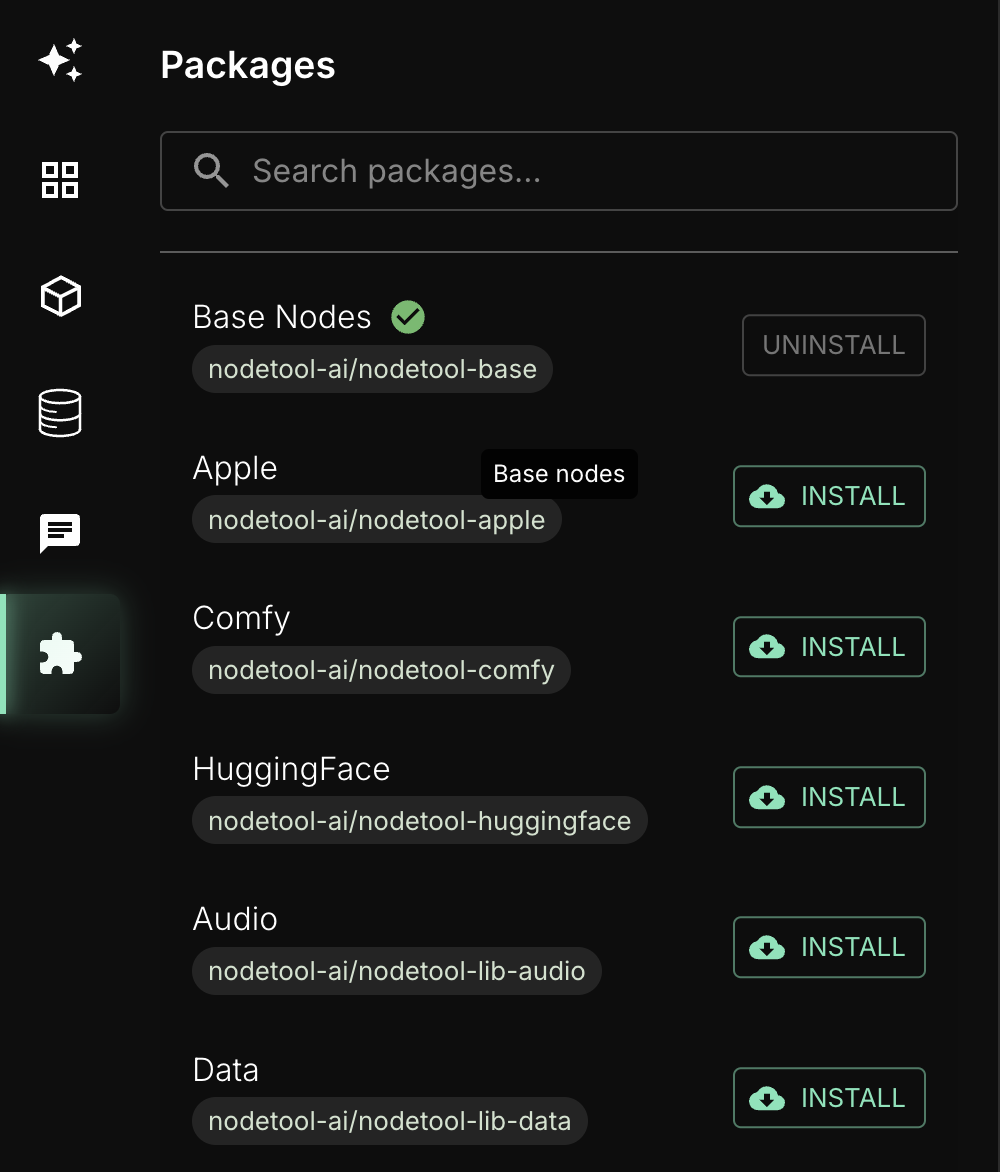 Packages
Search packages...
Base Nodes
UNINSTALL
nodetool-ai/nodetool-base
Apple
Base nodes
INSTALL
nodetool-ai/nodetool-apple
Comfy
INSTALL
nodetool-ai/nodetool-comfy
HuggingFace
INSTALL
nodetool-ai/nodetool-huggingface
Audio
INSTALL
nodetool-ai/nodetool-lib-audio
Data
INSTALL
nodetool-ai/nodetool-lib-data